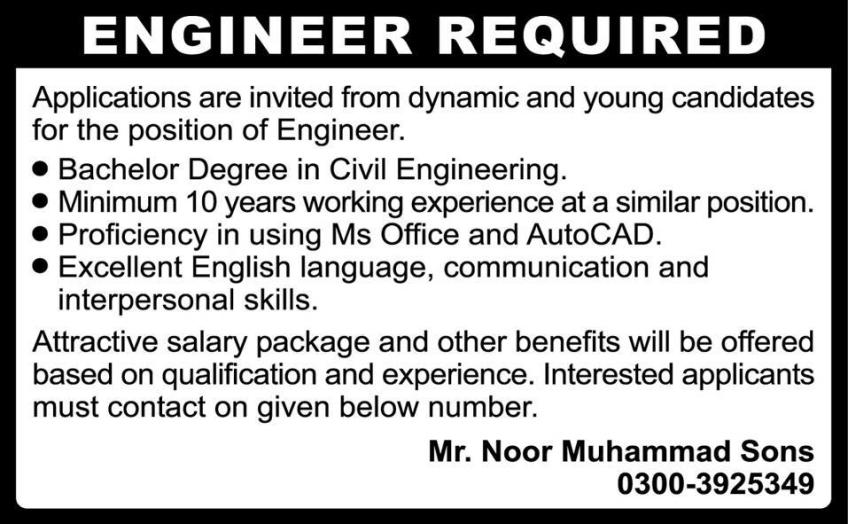 ENGINEER REQUIRED
Applications are invited from dynamic and young candidates
for the position of Engineer.
● Bachelor Degree in Civil Engineering.
● Minimum 10 years working experience at a similar position.
● Proficiency in using Ms Office and AutoCAD.
● Excellent English language, communication and
interpersonal skills.
Attractive salary package and other benefits will be offered
based on qualification and experience. Interested applicants
must contact on given below number.
Mr. Noor Muhammad Sons
0300-3925349